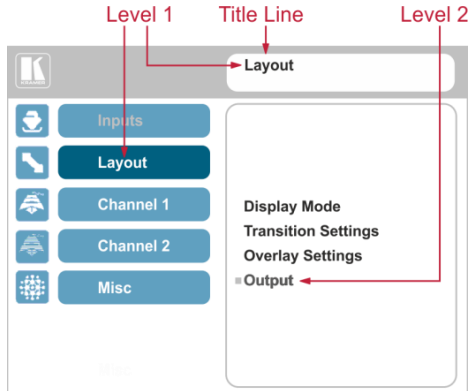 Level 1 Title Line Level 2
Layout
Inputs
Layout
Channel 1
Channel 2
Misc
Display Mode
Transition Settings
Overlay Settings
Output